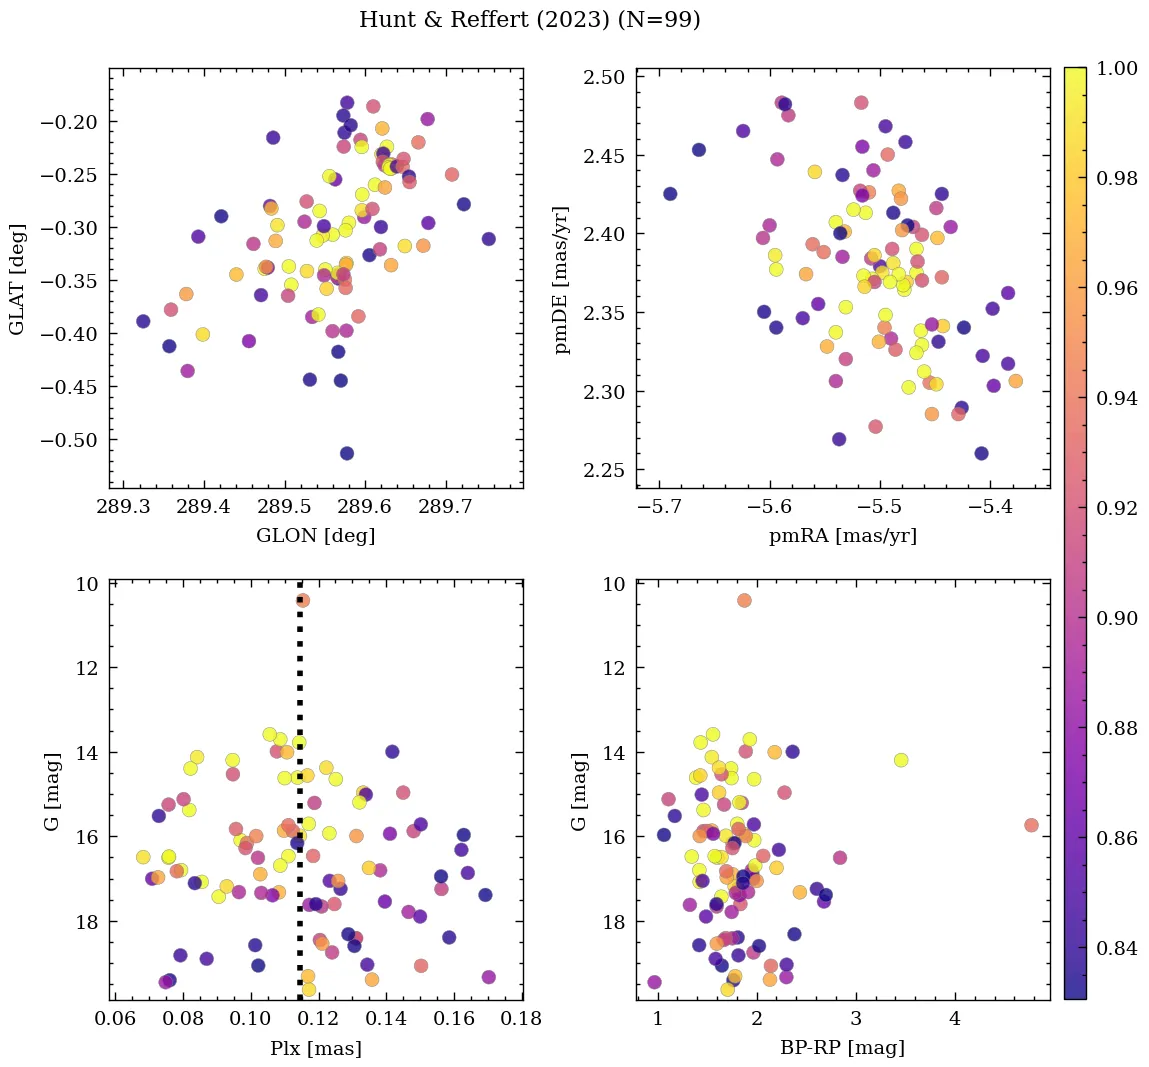 Hunt & Reffert (2023) (N=99)
−0.20
−0.25
−0.30
−0.35
−0.40
−0.45
−0.50
GLAT [deg]
289.3 289.4 289.5 289.6 289.7
GLON [deg]
2.50
2.45
2.40
2.35
2.30
2.25
pmDE [mas/yr]
−5.7 −5.6 −5.5 −5.4
pmRA [mas/yr]
10
12
14
16
18
G [mag]
0.06 0.08 0.10 0.12 0.14 0.16 0.18
Plx [mas]
10
12
14
16
18
G [mag]
1 2 3 4
BP-RP [mag]
1.00
0.98
0.96
0.94
0.92
0.90
0.88
0.86
0.84